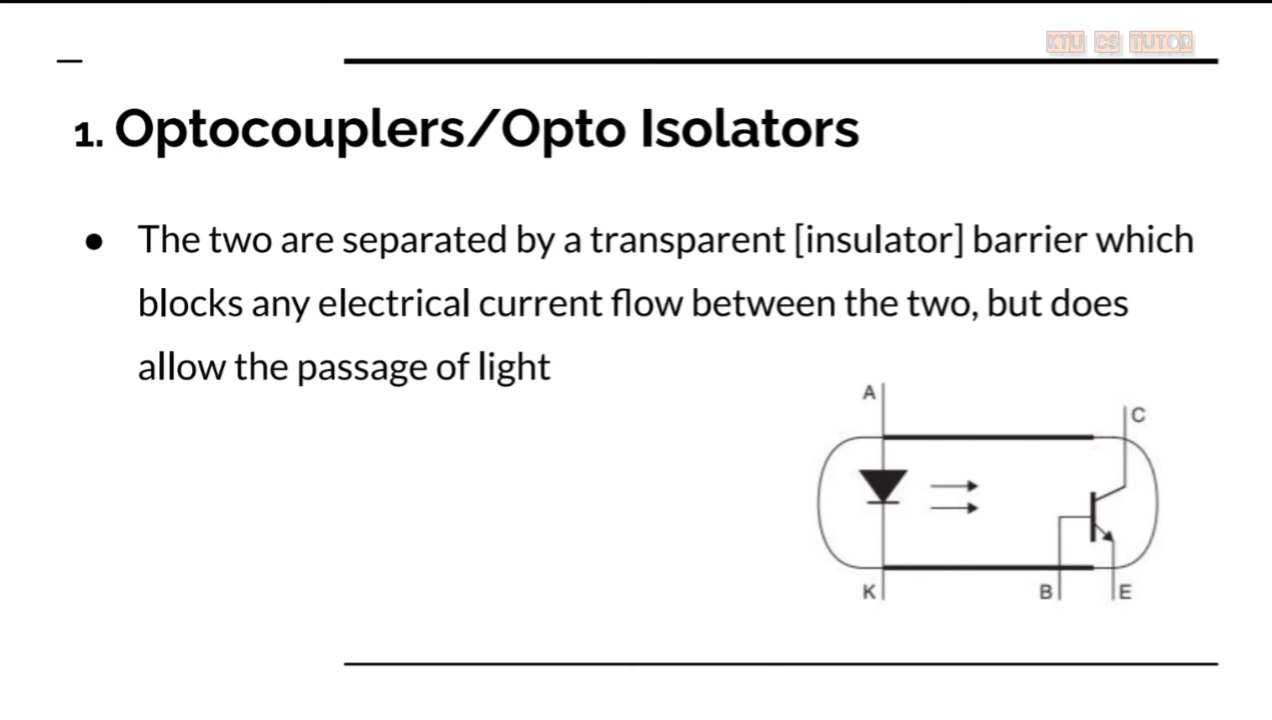 KTU CS TUTOR
1. Optocouplers/Opto Isolators
● The two are separated by a transparent [insulator] barrier which
blocks any electrical current flow between the two, but does
allow the passage of light
A
C
K
B
E